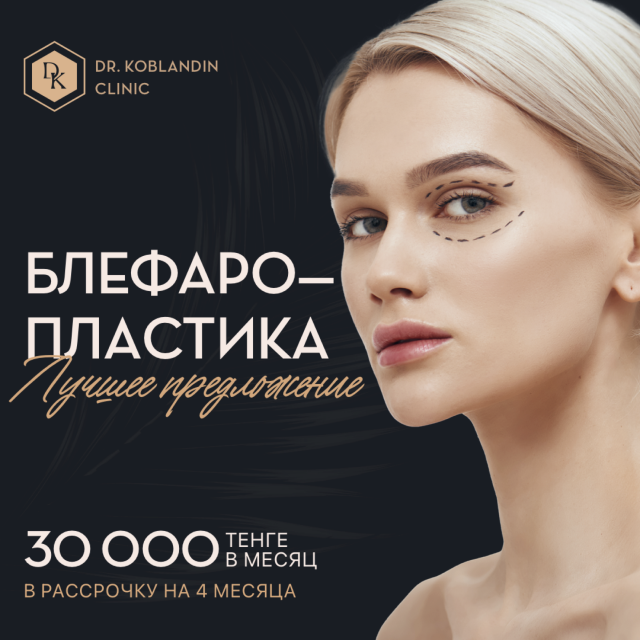 DK
DR. KOBLANDIN
CLINIC
БЛЕФАРО–
ПЛАСТИКА
Лучшее предложение
30 000 ТЕНГЕ
В МЕСЯЦ
В РАССРОЧКУ НА 4 МЕСЯЦА